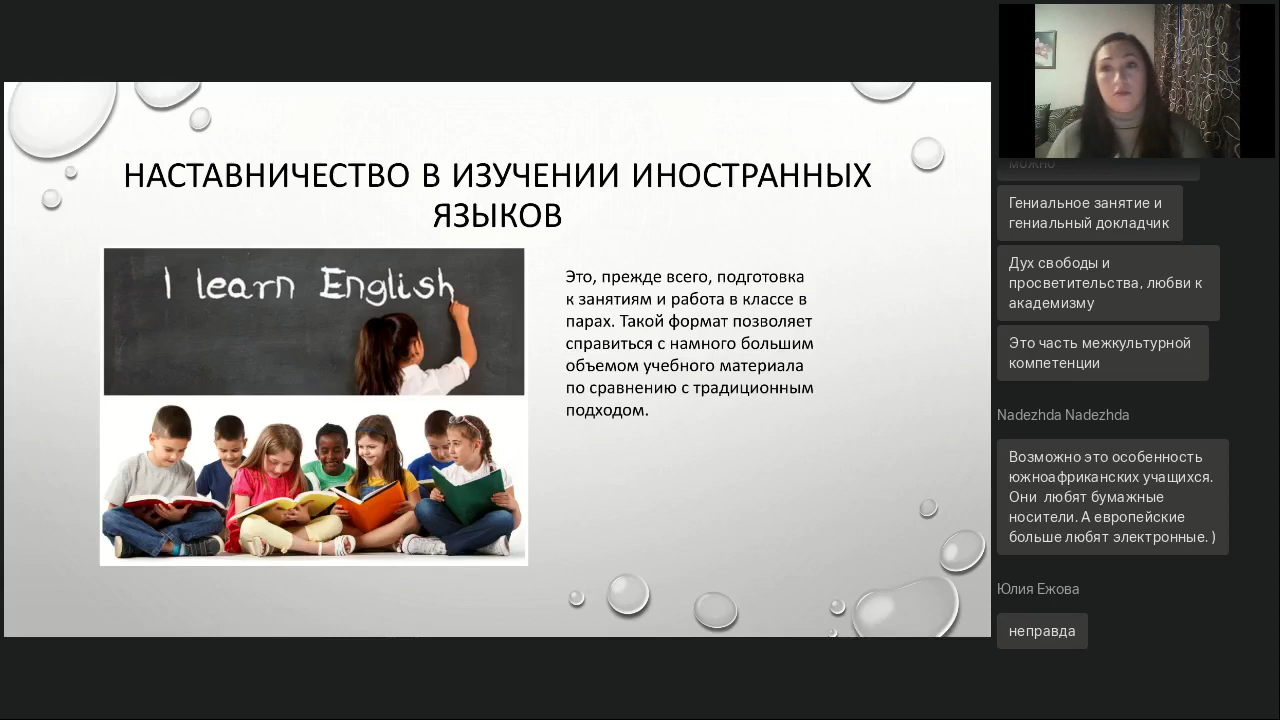 НАСТАВНИЧЕСТВО В ИЗУЧЕНИИ ИНОСТРАННЫХ
ЯЗЫКОВ
I learn English
Это, прежде всего, подготовка
к занятиям и работа в классе в
парах. Такой формат позволяет
справиться с намного большим
объемом учебного материала
по сравнению с традиционным
подходом.
можно
Гениальное занятие и
гениальный докладчик
Дух свободы и
просветительства, любви к
академизму
Это часть межкультурной
компетенции
Nadezhda Nadezhda
Возможно это особенность
южноафриканских учащихся.
Они любят бумажные
носители. А европейские
больше любят электронные. )
Юлия Ежова
неправда